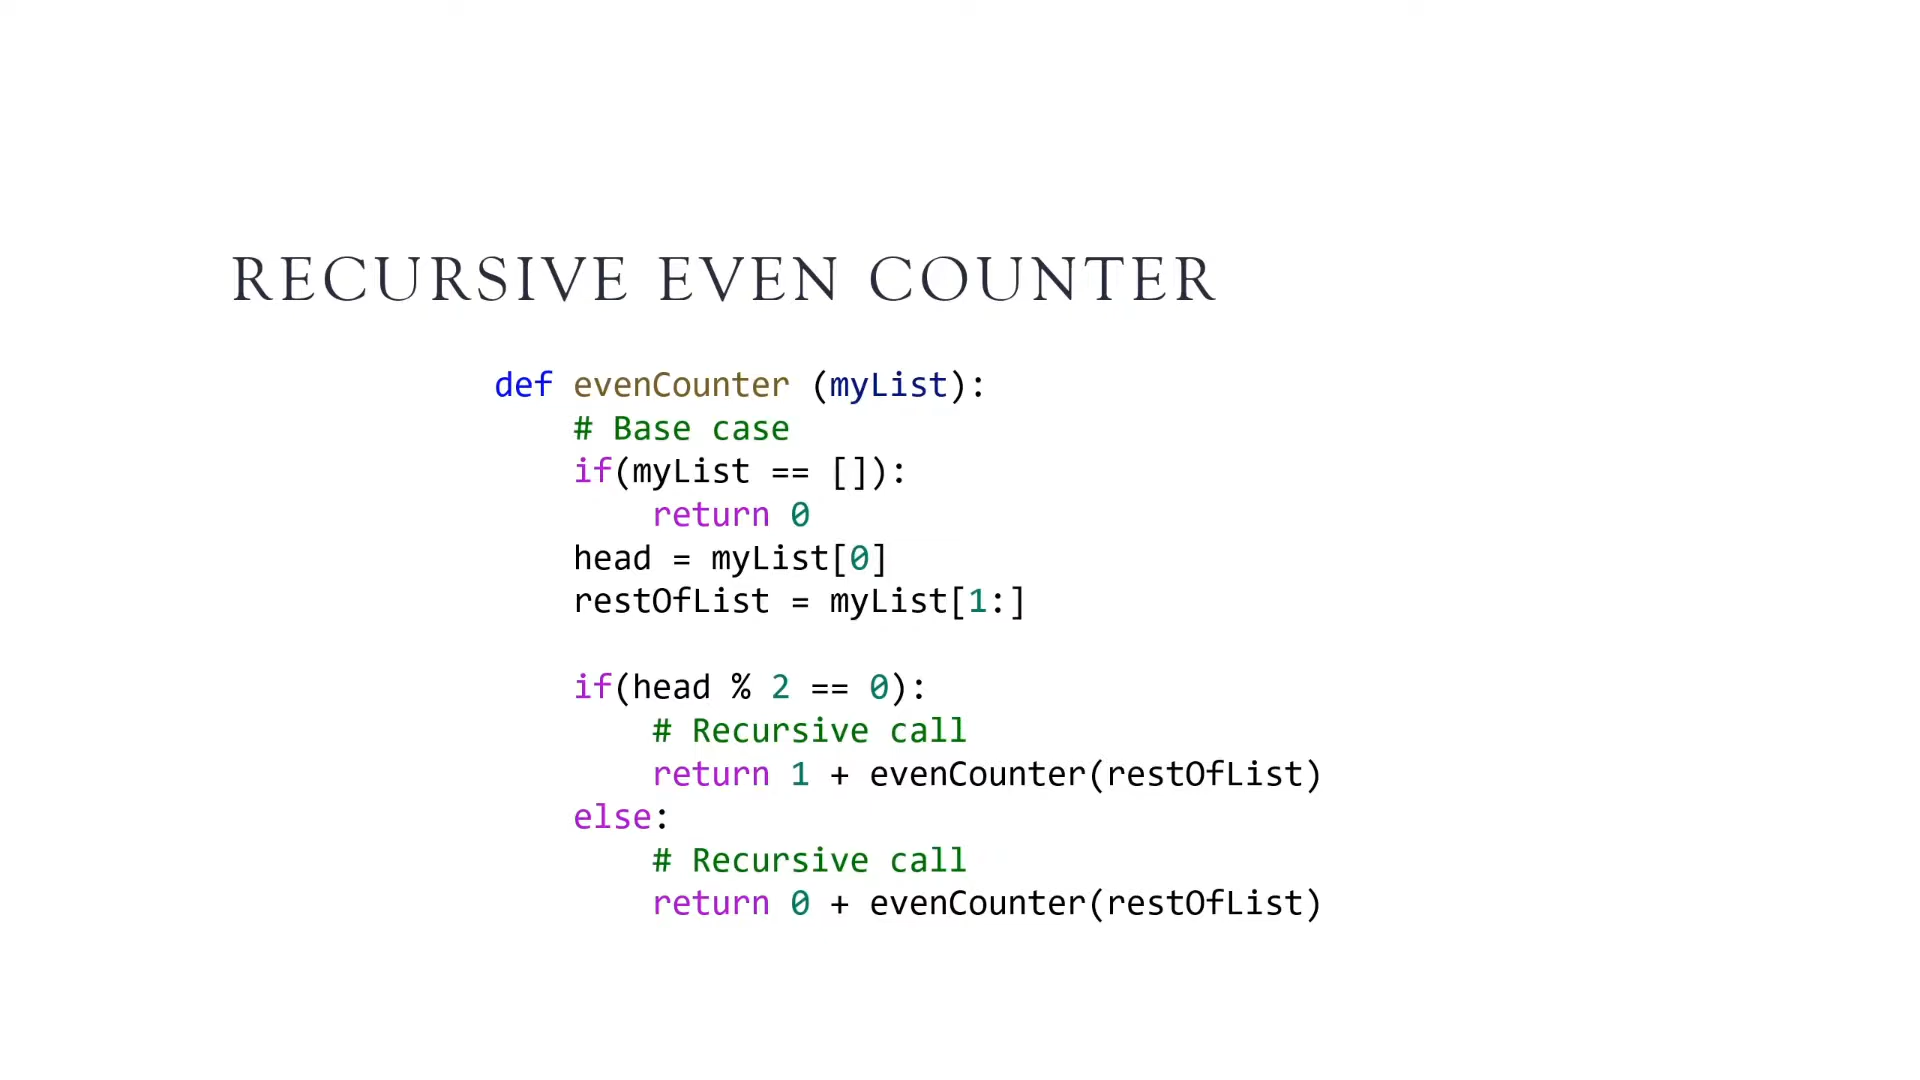 RECURSIVE EVEN COUNTER
def evenCounter (myList):
    # Base case
    if(myList == []):
        return 0
    head = myList[0]
    restOfList = myList[1:]
    if(head % 2 == 0):
        # Recursive call
        return 1 + evenCounter(restOfList)
    else:
        # Recursive call
        return 0 + evenCounter(restOfList)